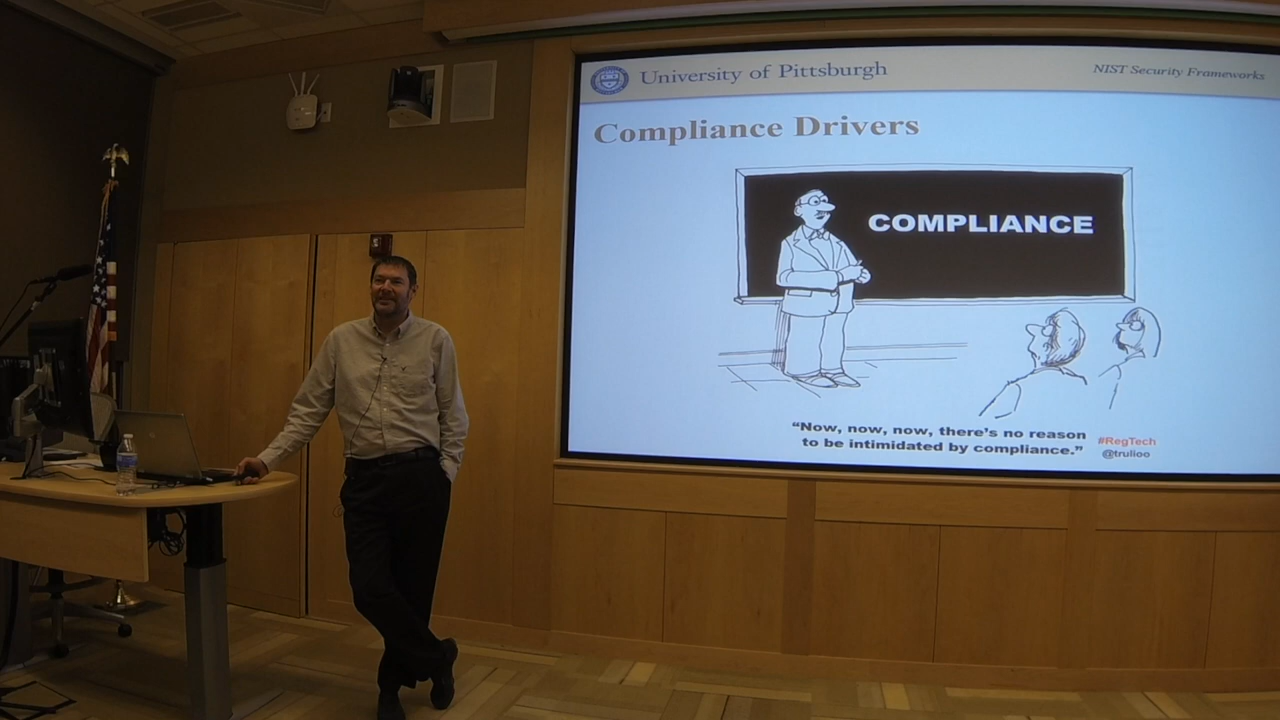 University of Pittsburgh
NIST Security Frameworks
Compliance Drivers
COMPLIANCE
“Now, now, now, there’s no reason
to be intimidated by compliance.”
#RegTech
@trulioo